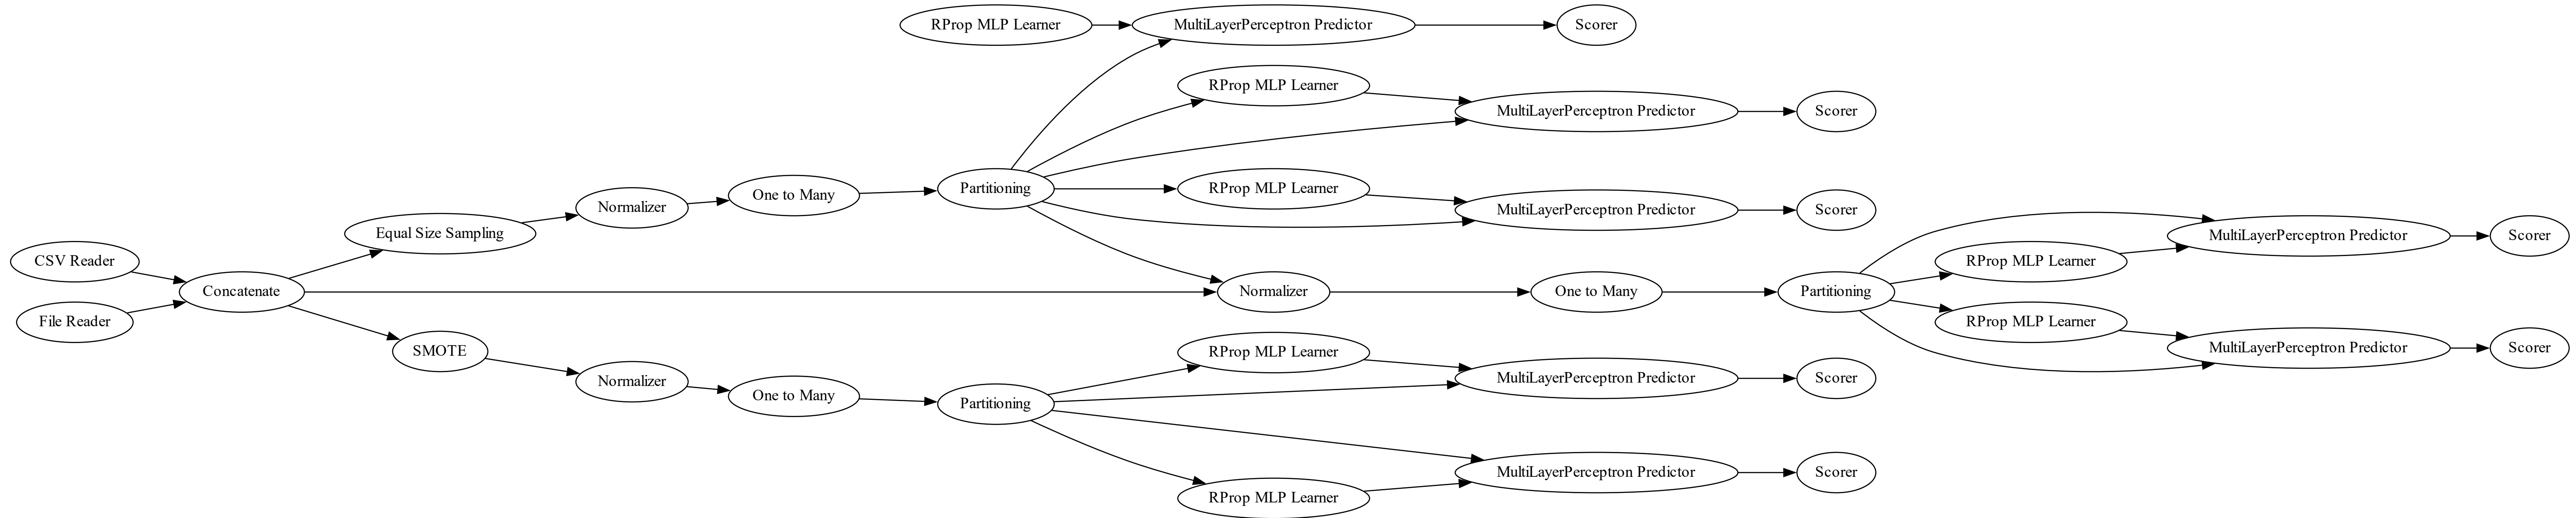 RProp MLP Learner
MultiLayerPerceptron Predictor
Scorer
RProp MLP Learner
MultiLayerPerceptron Predictor
Scorer
Partitioning
RProp MLP Learner
One to Many
Normalizer
MultiLayerPerceptron Predictor
Scorer
Equal Size Sampling
MultiLayerPerceptron Predictor
Scorer
CSV Reader
RProp MLP Learner
Concatenate
Normalizer
One to Many
Partitioning
File Reader
RProp MLP Learner
SMOTE
RProp MLP Learner
MultiLayerPerceptron Predictor
Scorer
Normalizer
MultiLayerPerceptron Predictor
Scorer
One to Many
Partitioning
MultiLayerPerceptron Predictor
Scorer
RProp MLP Learner